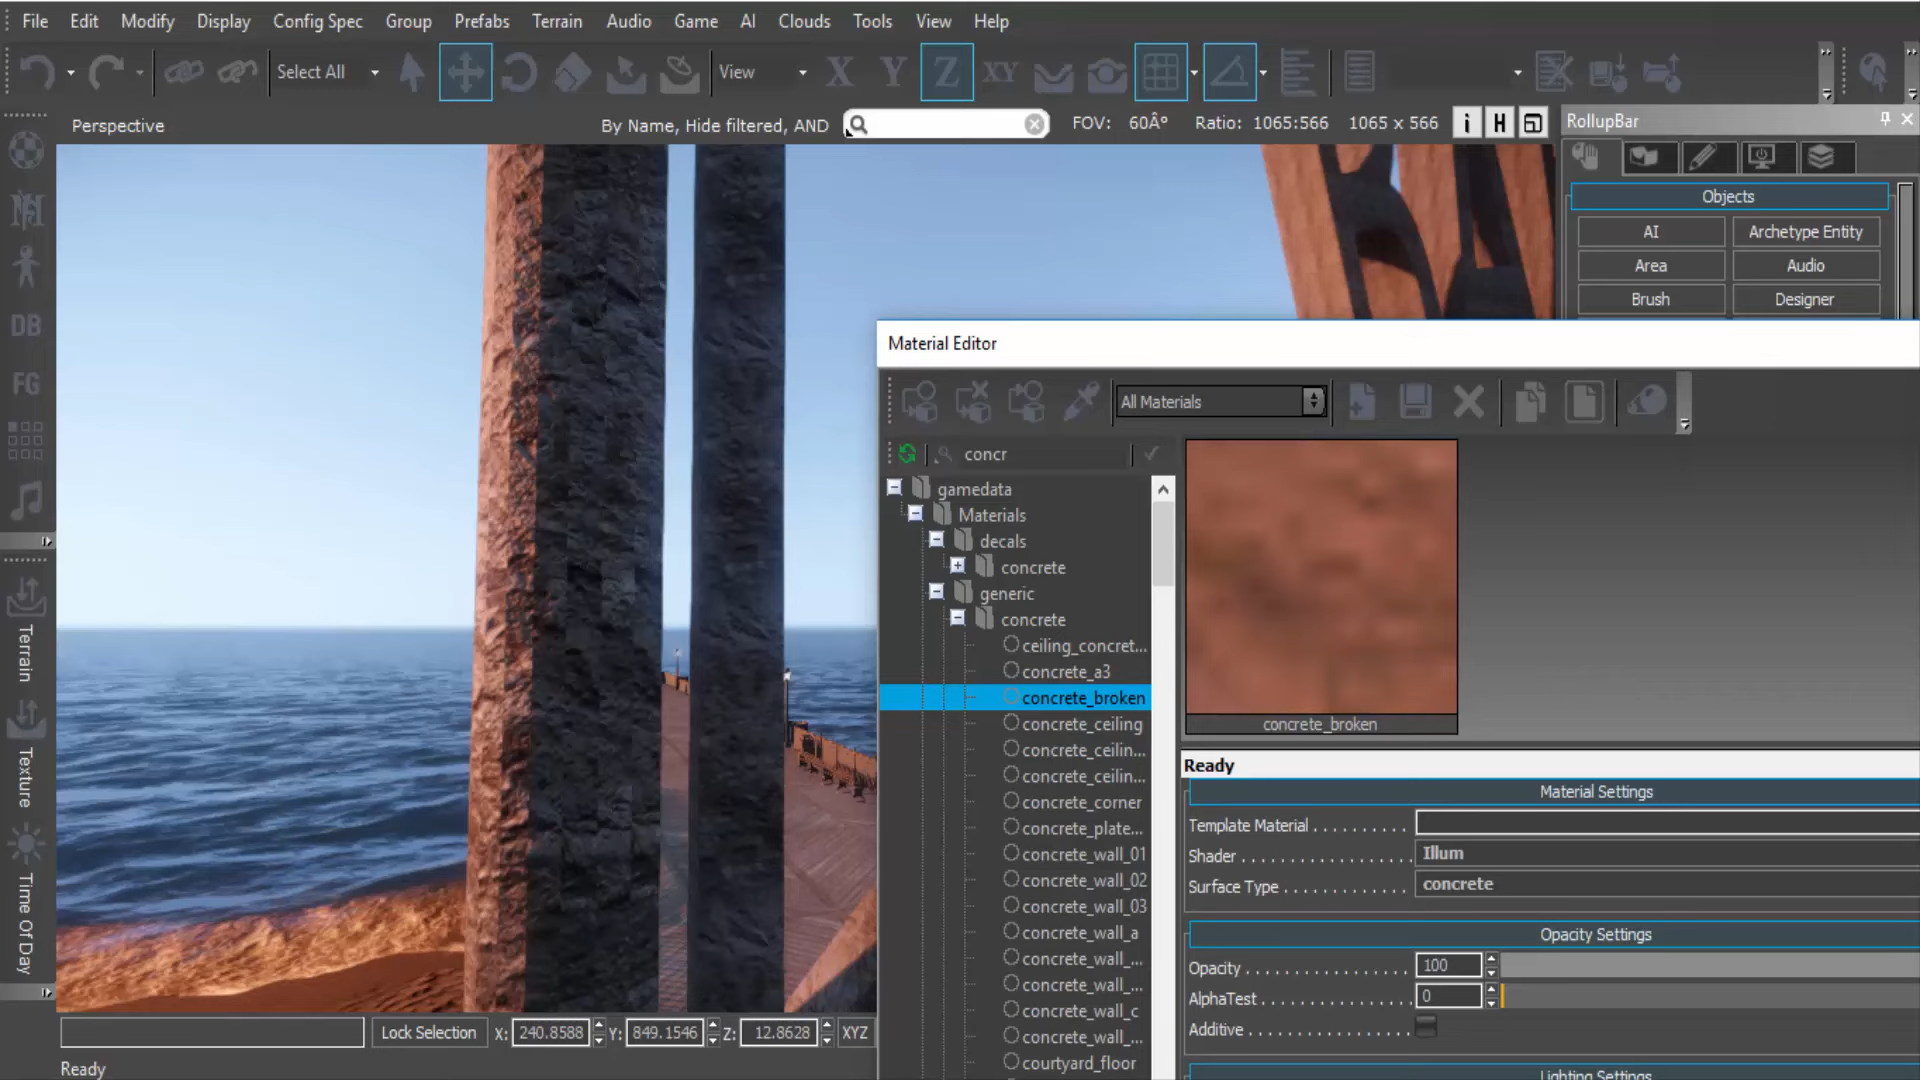 File Edit Modify Display Config Spec Group Prefabs Terrain Audio Game AI Clouds Tools View Help
Select All View X Y Z XY
Perspective By Name, Hide filtered, AND FOV: 60Âº Ratio: 1065:566 1065 x 566 i H
RollupBar
Objects
AI Archetype Entity
Area Audio
Brush Designer
DB
FG
Terrain
Texture
Time Of Day
Material Editor
All Materials
concr
gamedata
Materials
decals
concrete
generic
concrete
ceiling_concret...
concrete_a3
concrete_broken
concrete_ceiling
concrete_ceilin...
concrete_ceilin...
concrete_corner
concrete_plate...
concrete_wall_01
concrete_wall_02
concrete_wall_03
concrete_wall_a
concrete_wall_...
concrete_wall_...
concrete_wall_c
concrete_wall_...
courtyard_floor
concrete_broken
Ready
Material Settings
Template Material . . . . . . . . . .
Shader . . . . . . . . . . . . . . . . . . Illum
Surface Type . . . . . . . . . . . . . concrete
Opacity Settings
Opacity . . . . . . . . . . . . . . . . . 100
AlphaTest . . . . . . . . . . . . . . . 0
Additive . . . . . . . . . . . . . . . . .
Lighting Settings
Lock Selection X: 240.8588 Y: 849.1546 Z: 12.8628 XYZ
Ready